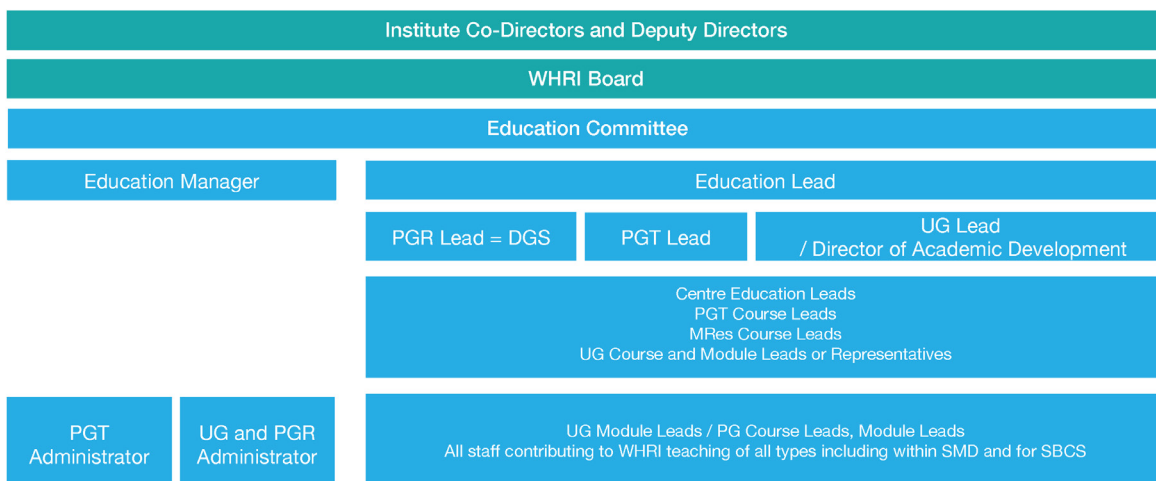 Institute Co-Directors and Deputy Directors
WHRI Board
Education Committee
Education Manager
Education Lead
PGR Lead = DGS
PGT Lead
UG Lead
/ Director of Academic Development
Centre Education Leads
PGT Course Leads
MRes Course Leads
UG Course and Module Leads or Representatives
PGT
Administrator
UG and PGR
Administrator
UG Module Leads / PG Course Leads, Module Leads
All staff contributing to WHRI teaching of all types including within SMD and for SBCS